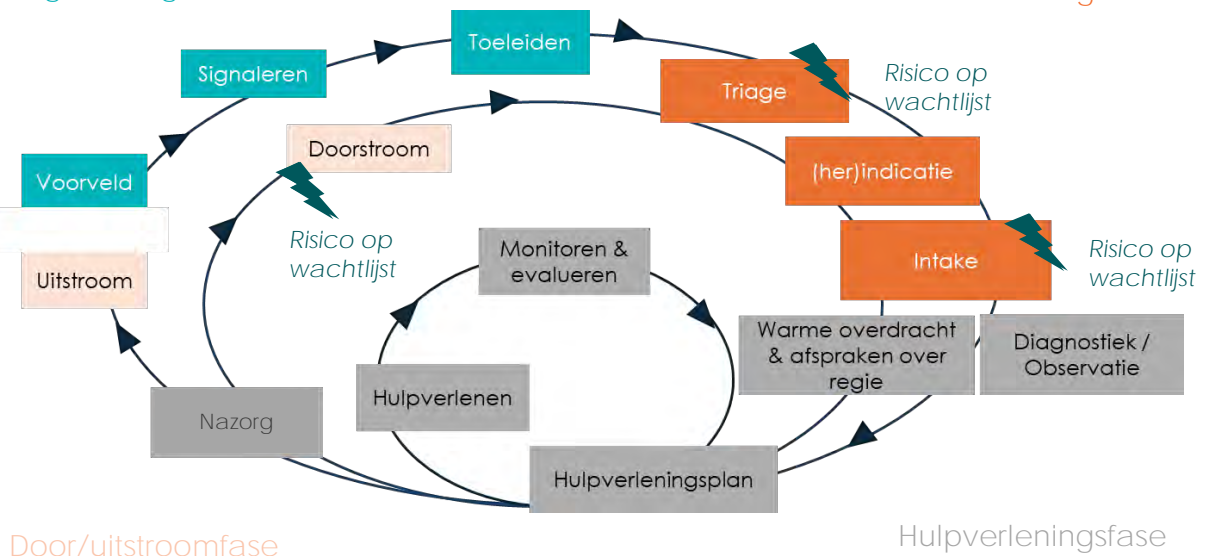 Toeleiden
Signaleren
Triage
Risico op
wachtlijst
Doorstroom
(her)indicatie
Voorveld
Risico op
wachtlijst
Monitoren &
evalueren
Intake
Risico op
wachtlijst
Uitstroom
Warme overdracht
& afspraken over
regie
Diagnostiek /
Observatie
Hulpverlenen
Nazorg
Hulpverleningsplan
Door/uitstroomfase
Hulpverleningsfase